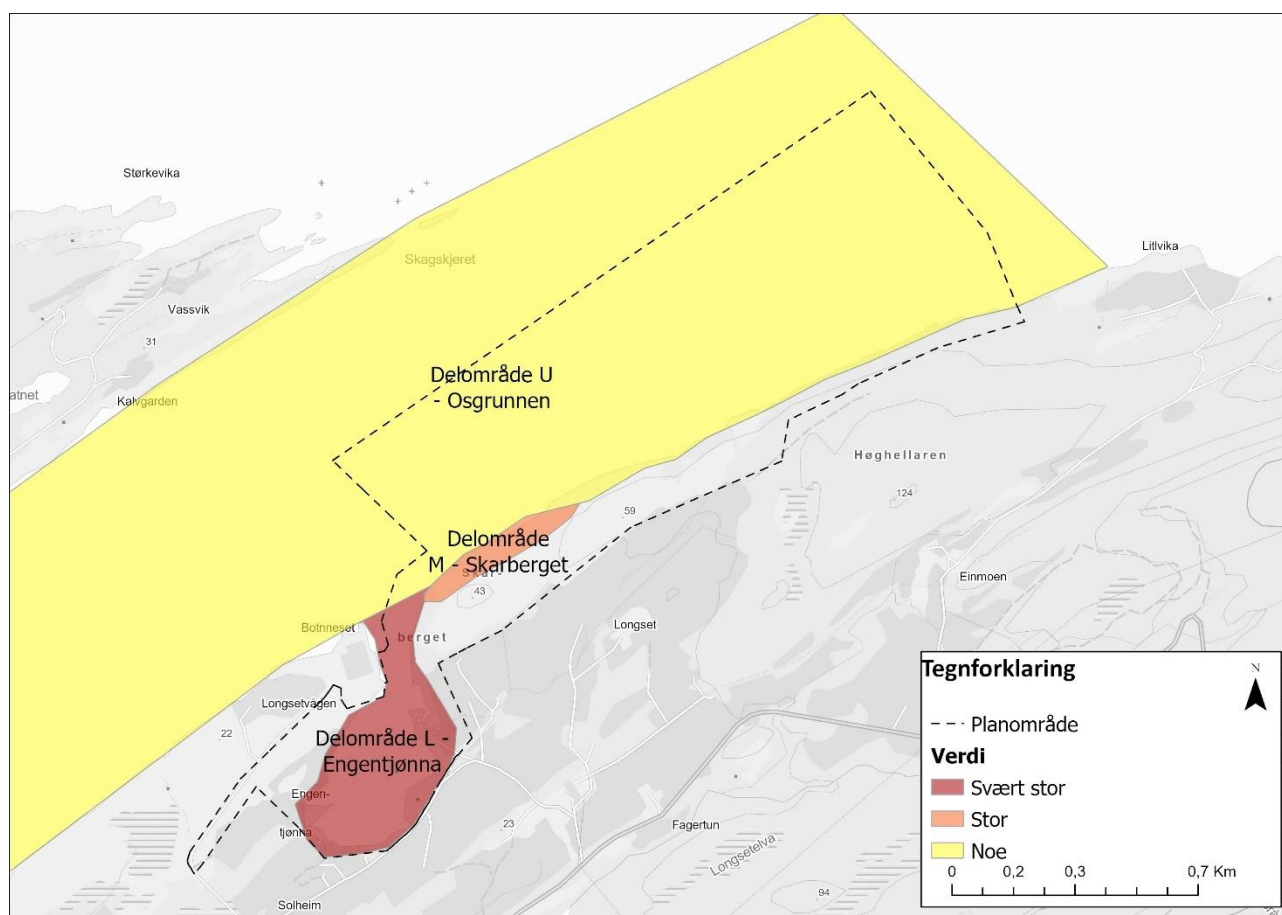 Størkevika
Litlvika
Skagskjeret
Vassvik
31
atnet
Kalvgarden
Delområde U
- Osgrunnen
Høghellaren
124
59
Delområde
M - Skarberget
Skar-
43
Einmoen
Botnneset
berget
Longset
Longsetvågen
22
Delområde L -
Engentjønna
Engen-
tjønna
23
Fagertun
Longsetelva
94
Solheim
Tegnforklaring
N
Planområde
Verdi
Svært stor
Stor
Noe
0
0,2
0,3
0,7 Km